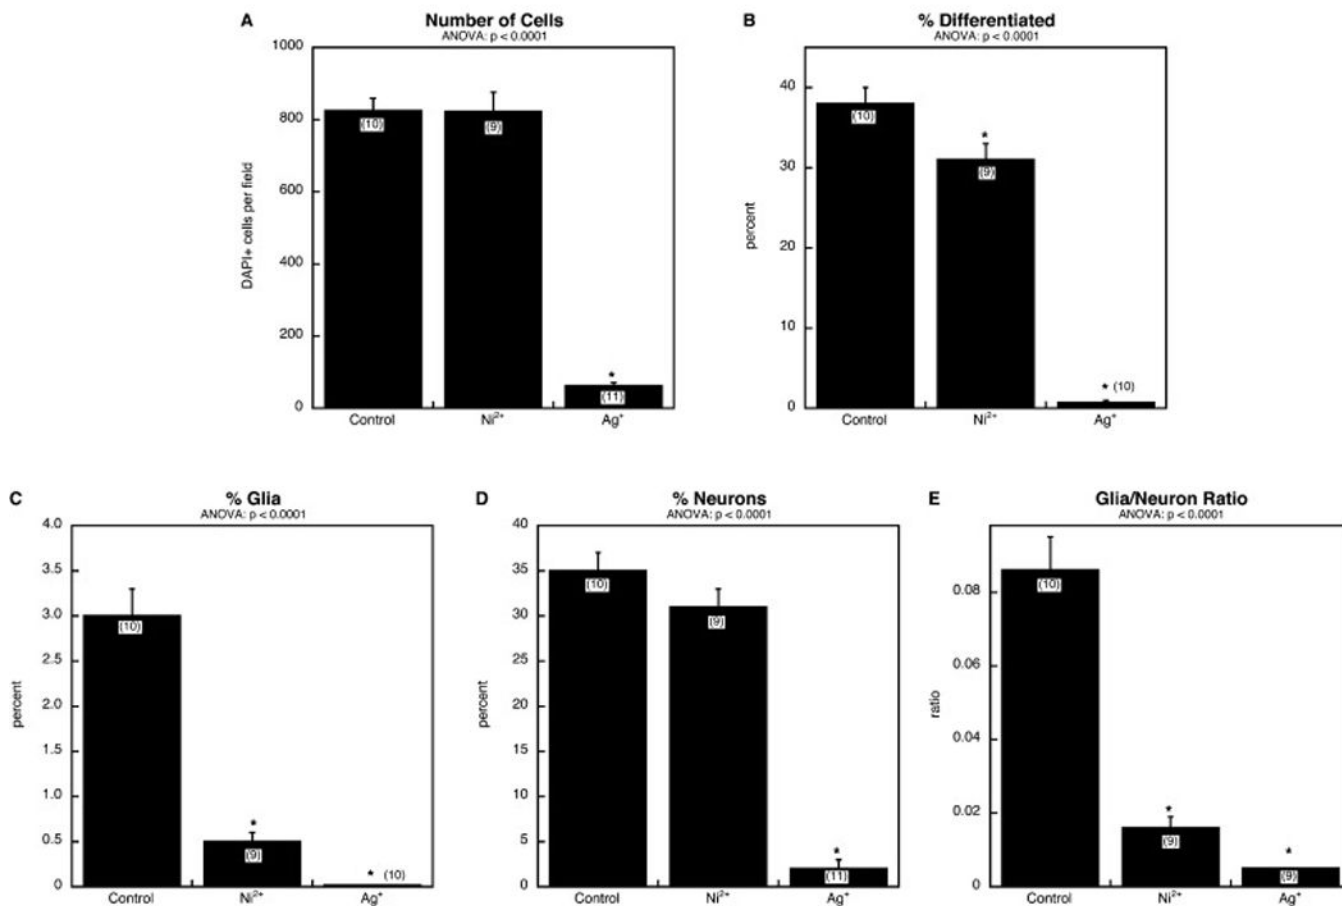 A
Number of Cells
ANOVA: p < 0.0001
DAPI+ cells per field
1000
800
600
400
200
0
(10)
(9)
*
(11)
Control
Ni²⁺
Ag⁺
B
% Differentiated
ANOVA: p < 0.0001
percent
40
30
20
10
0
(10)
*
(9)
* (10)
Control
Ni²⁺
Ag⁺
C
% Glia
ANOVA: p < 0.0001
percent
4.0
3.5
3.0
2.5
2.0
1.5
1.0
0.5
0
(10)
*
(9)
* (10)
Control
Ni²⁺
Ag⁺
D
% Neurons
ANOVA: p < 0.0001
percent
40
35
30
25
20
15
10
5
0
(10)
(9)
*
(11)
Control
Ni²⁺
Ag⁺
E
Glia/Neuron Ratio
ANOVA: p < 0.0001
ratio
0.08
0.06
0.04
0.02
0
(10)
*
(9)
*
(9)
Control
Ni²⁺
Ag⁺